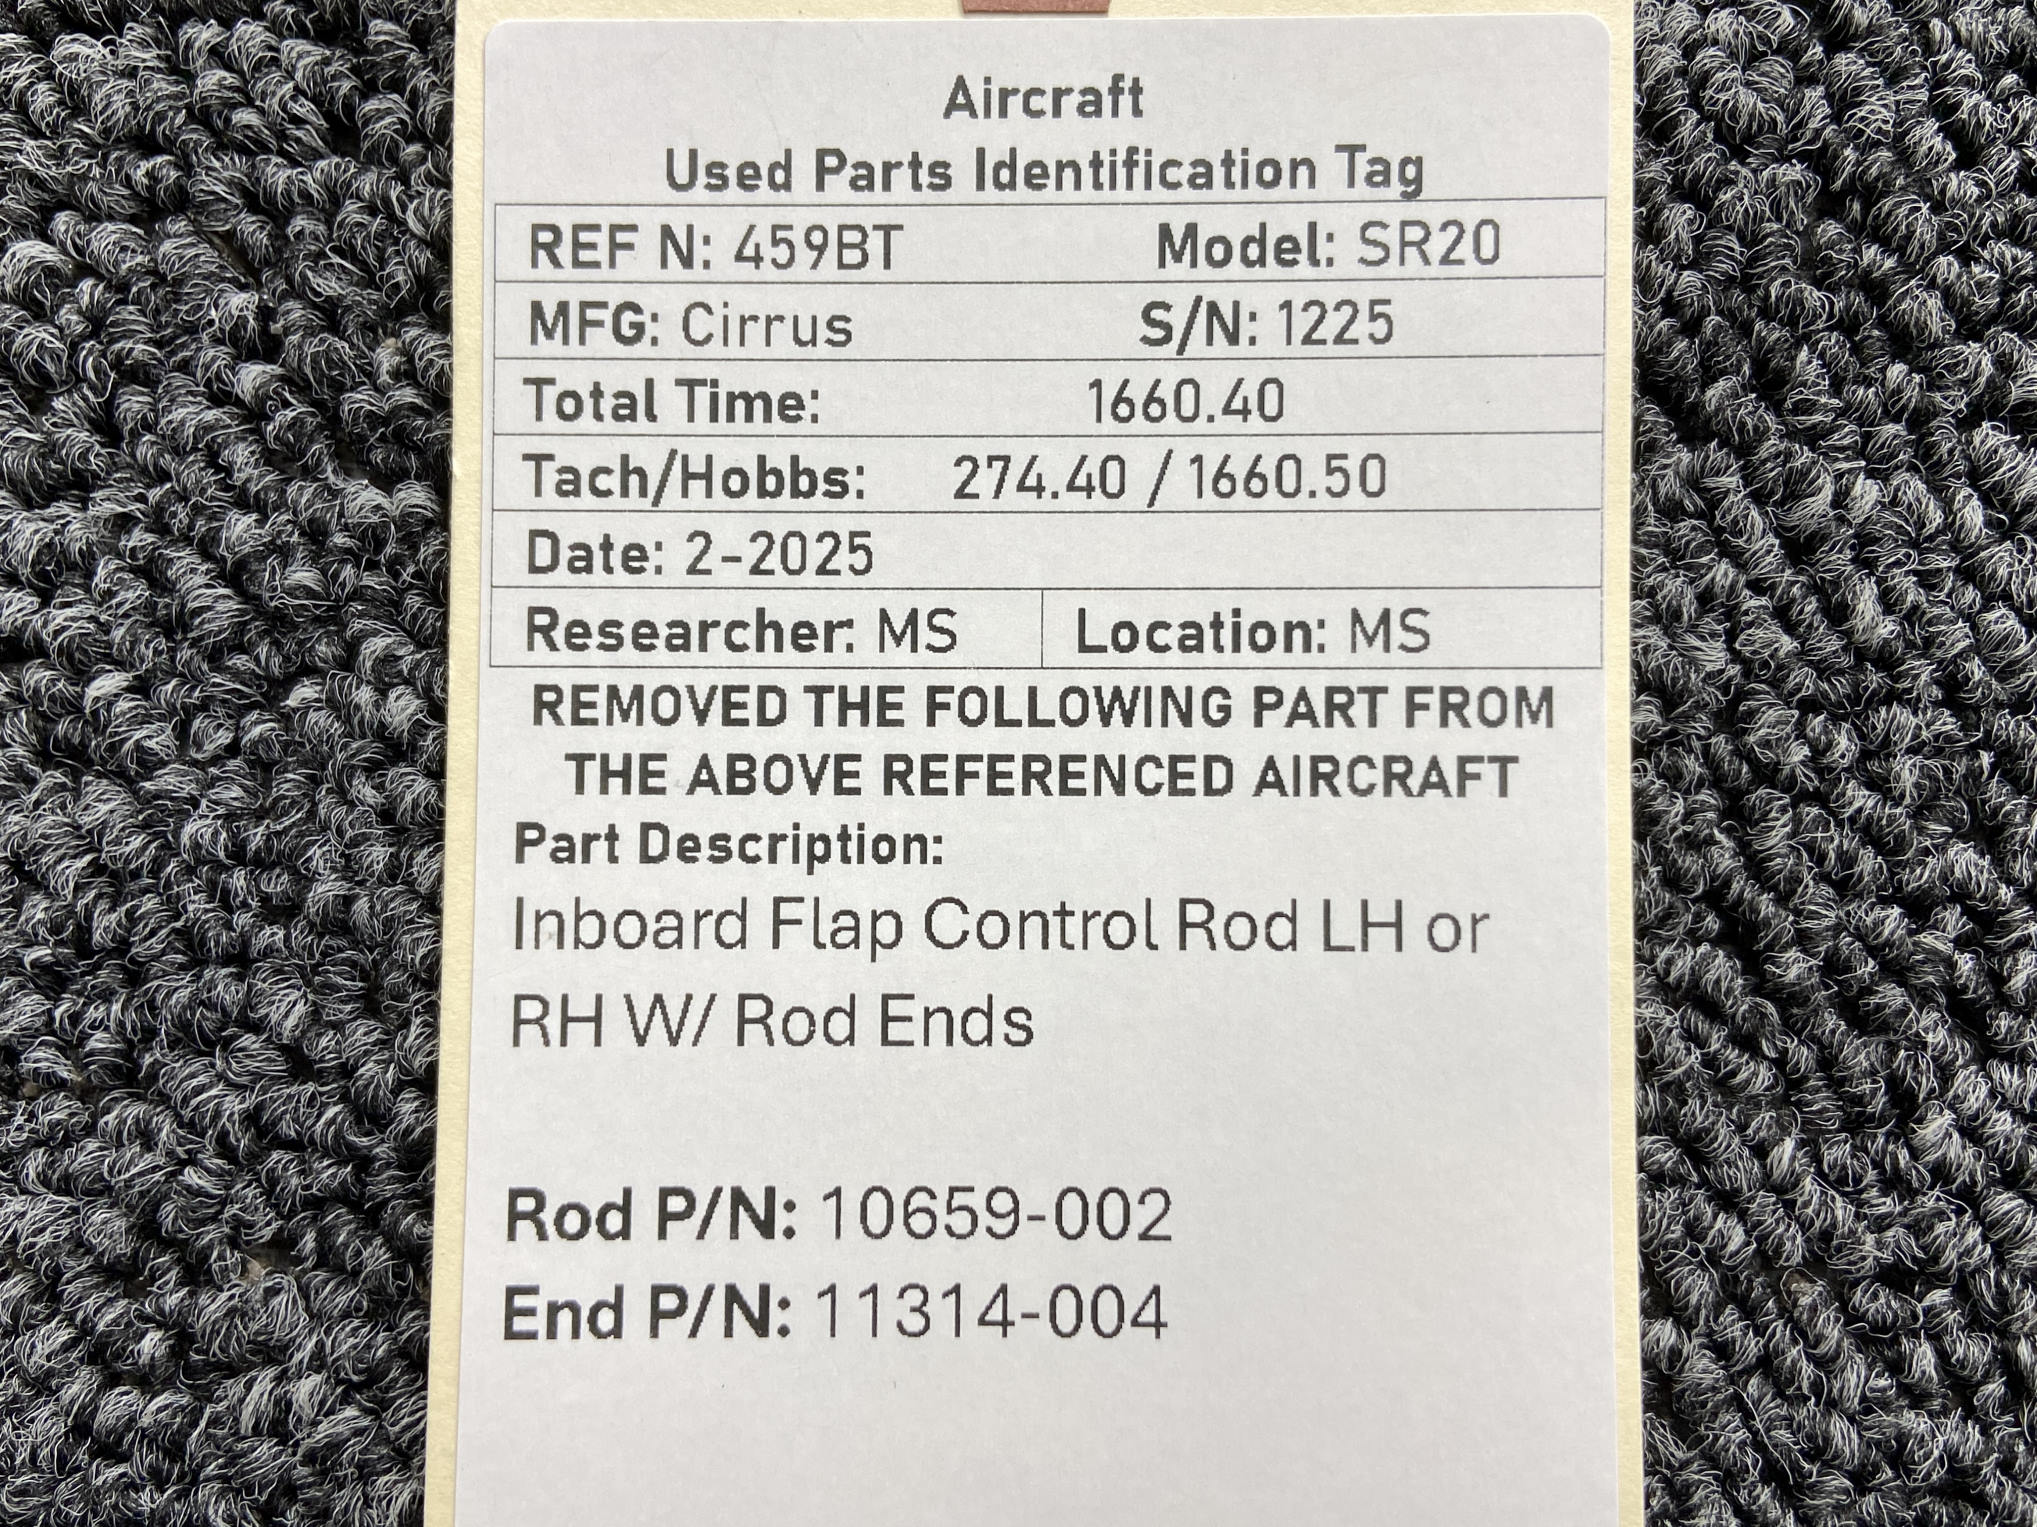 Aircraft
Used Parts Identification Tag
REF N: 459BT Model: SR20
MFG: Cirrus S/N: 1225
Total Time: 1660.40
Tach/Hobbs: 274.40 / 1660.50
Date: 2-2025
Researcher: MS Location: MS
REMOVED THE FOLLOWING PART FROM
THE ABOVE REFERENCED AIRCRAFT
Part Description:
Inboard Flap Control Rod LH or
RH W/ Rod Ends
Rod P/N: 10659-002
End P/N: 11314-004